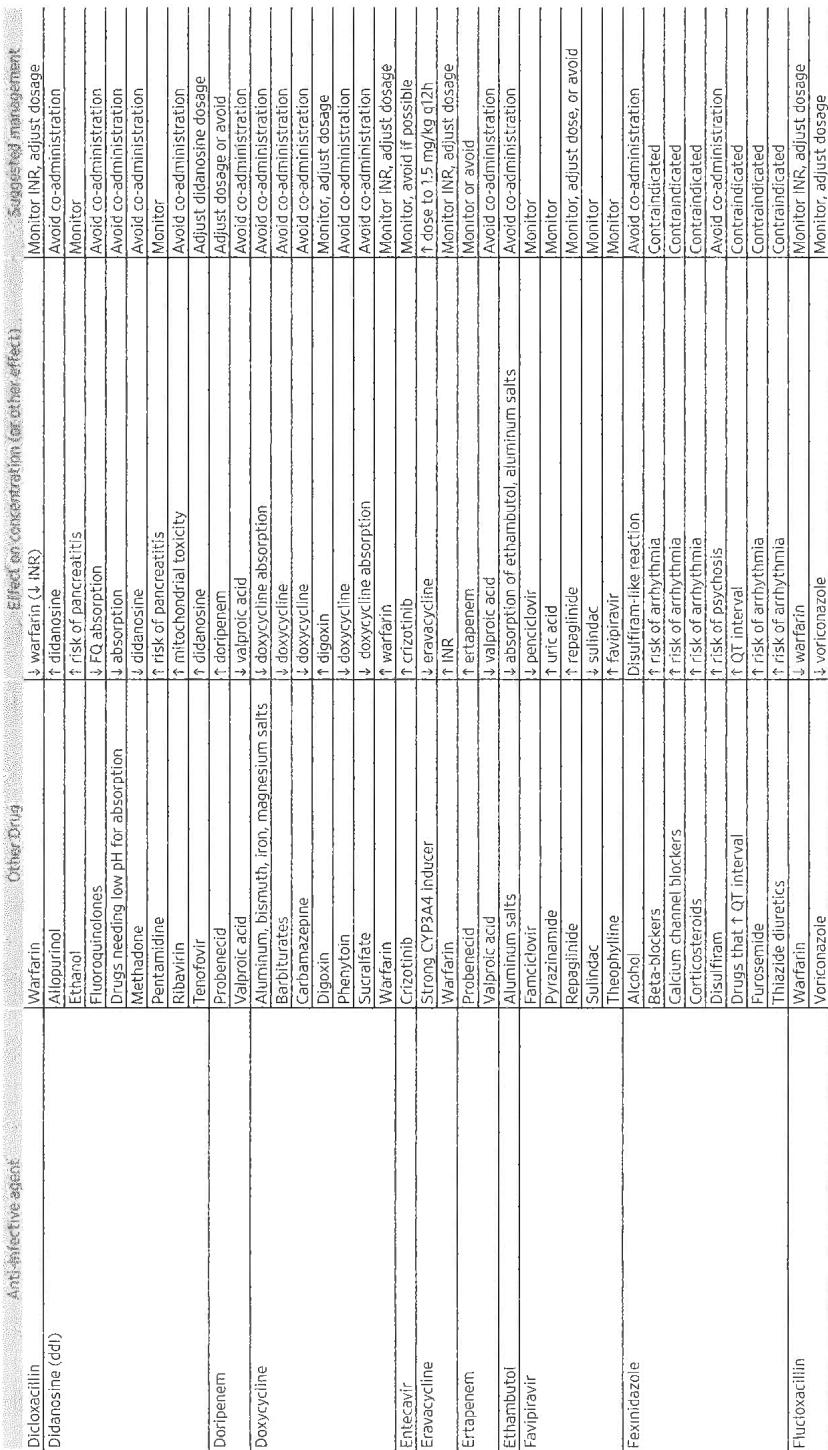 Anti-infective agent Other Drug Effect on concentration (or other effect) Suggested management
Dicloxacillin Warfarin ↓ warfarin (↓ INR) Monitor INR, adjust dosage
Didanosine (ddI) Allopurinol ↑ didanosine Avoid co-administration
Ethanol ↑ risk of pancreatitis Monitor
Fluoroquinolones ↓ FQ absorption Avoid co-administration
Drugs needing low pH for absorption ↓ absorption Avoid co-administration
Methadone ↓ didanosine Avoid co-administration
Pentamidine ↑ risk of pancreatitis Monitor
Ribavirin ↑ mitochondrial toxicity Avoid co-administration
Tenofovir ↑ didanosine Adjust didanosine dosage
Doripenem Probenecid ↑ doripenem Adjust dosage or avoid
Valproic acid ↓ valproic acid Avoid co-administration
Doxycycline Aluminum, bismuth, iron, magnesium salts ↓ doxycycline absorption Avoid co-administration
Barbiturates ↓ doxycycline Avoid co-administration
Carbamazepine ↓ doxycycline Avoid co-administration
Digoxin ↑ digoxin Monitor, adjust dosage
Phenytoin ↓ doxycycline Avoid co-administration
Sucralfate ↓ doxycycline absorption Avoid co-administration
Warfarin ↑ warfarin Monitor INR, adjust dosage
Entecavir Crizotinib ↑ crizotinib Monitor, avoid if possible
Eravacycline Strong CYP3A4 inducer ↓ eravacycline ↑ dose to 1.5 mg/kg q12h
Warfarin ↑ INR Monitor INR, adjust dosage
Ertapenem Probenecid ↑ ertapenem Monitor or avoid
Valproic acid ↓ valproic acid Avoid co-administration
Ethambutol Aluminum salts ↓ absorption of ethambutol, aluminum salts Avoid co-administration
Favipiravir Famciclovir ↓ penciclovir Monitor
Pyrazinamide ↑ uric acid Monitor
Repaglinide ↑ repaglinide Monitor, adjust dose, or avoid
Sulindac ↓ sulindac Monitor
Theophylline ↑ favipiravir Monitor
Fexinidazole Alcohol Disulfiram-like reaction Avoid co-administration
Beta-blockers ↑ risk of arrhythmia Contraindicated
Calcium channel blockers ↑ risk of arrhythmia Contraindicated
Corticosteroids ↑ risk of arrhythmia Contraindicated
Disulfiram ↑ risk of psychosis Avoid co-administration
Drugs that ↑ QT interval ↑ QT interval Contraindicated
Furosemide ↑ risk of arrhythmia Contraindicated
Thiazide diuretics ↑ risk of arrhythmia Contraindicated
Flucloxacillin Warfarin ↓ warfarin Monitor INR, adjust dosage
Voriconazole ↓ voriconazole Monitor, adjust dosage